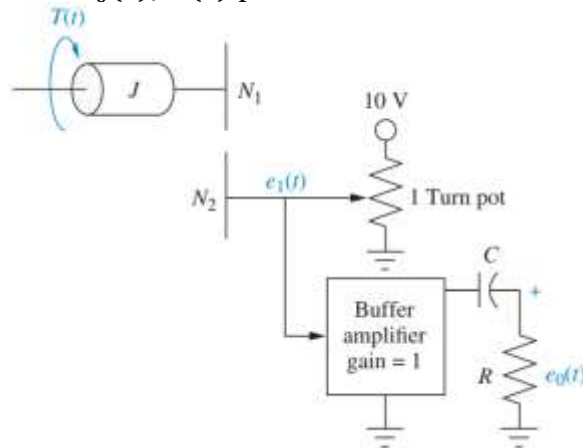 T(t)
J
N1
10 V
N2
e1(t)
1 Turn pot
C
Buffer
amplifier
gain = 1
+
R
e0(t)